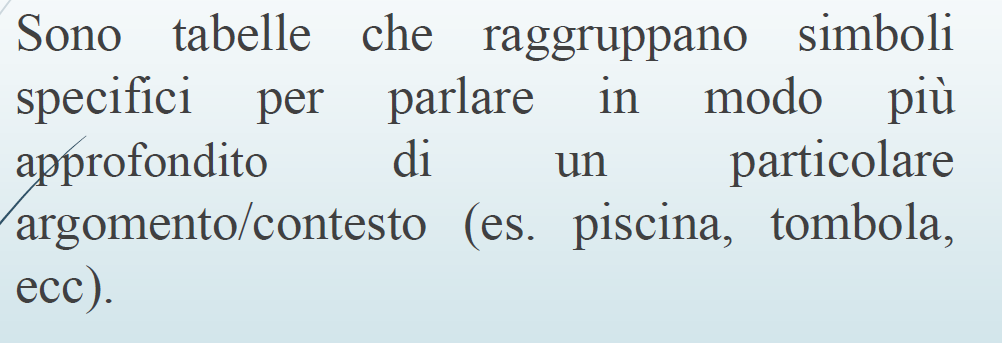 Sono tabelle che raggruppano simboli
specifici per parlare in modo più
approfondito di un particolare
argomento/contesto (es. piscina, tombola,
ecc).